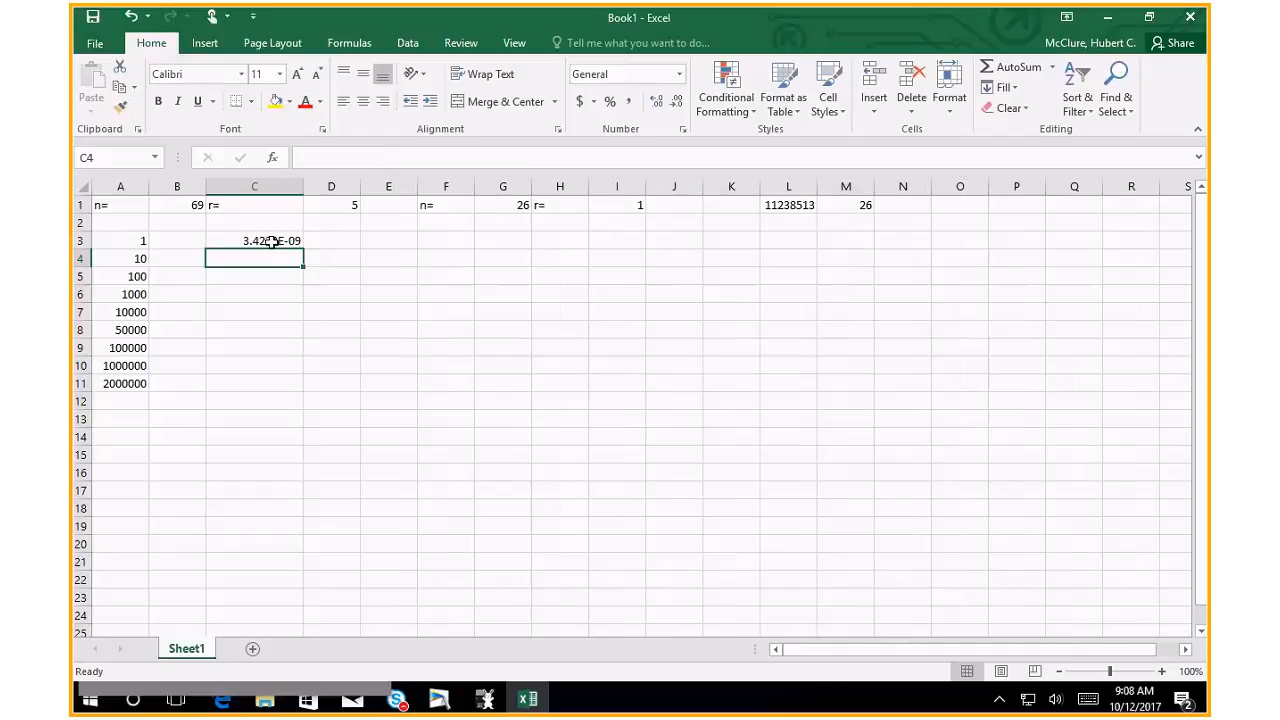 Book1 - Excel
File Home Insert Page Layout Formulas Data Review View Tell me what you want to do... McClure, Hubert C. Share
Paste Calibri 11 Wrap Text General AutoSum
B I U A Merge & Center $ % , Conditional Formatting Format as Table Cell Styles Insert Delete Format Fill Clear Sort & Filter Find & Select
Clipboard Font Alignment Number Styles Cells Editing
C4 fx
A B C D E F G H I J K L M N O P Q R S
1 n= 69 r= 5 n= 26 r= 1 11238513 26
2
3 1 E-09
4 10
5 100
6 1000
7 10000
8 50000
9 100000
10 1000000
11 2000000
12
13
14
15
16
17
18
19
20
21
22
23
24
25
Sheet1
Ready 100%
9:08 AM
10/12/2017 2